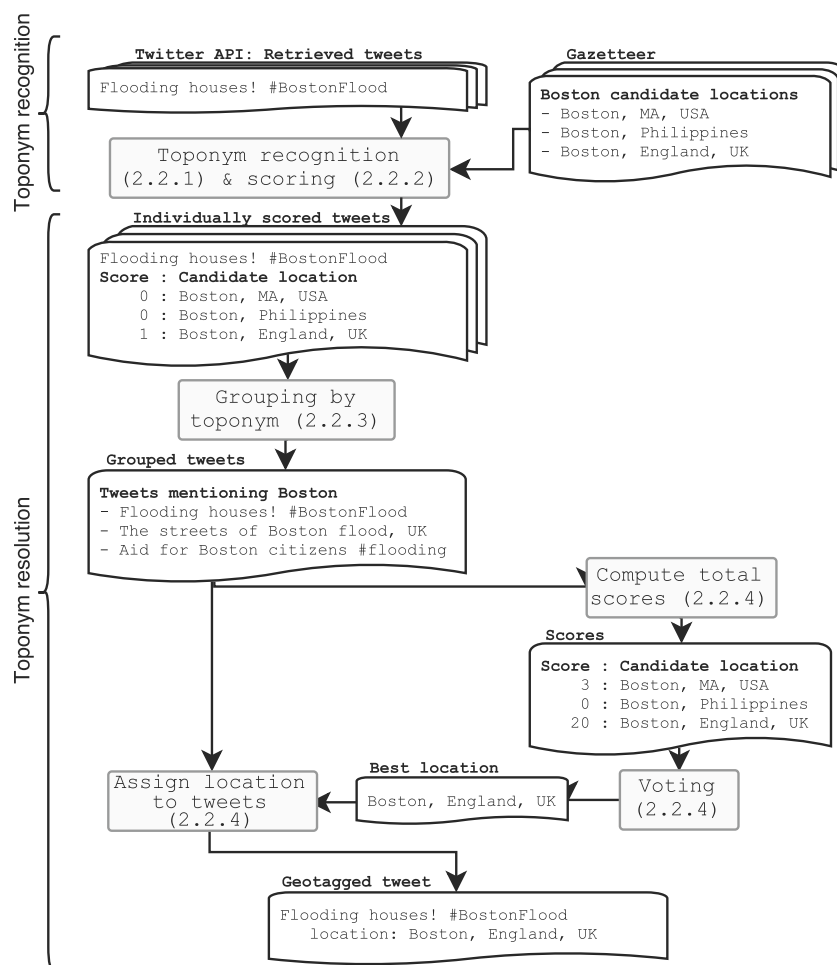 Toponym recognition
Twitter API: Retrieved tweets
Flooding houses! #BostonFlood
Gazetteer
Boston candidate locations
- Boston, MA, USA
- Boston, Philippines
- Boston, England, UK
Toponym recognition
(2.2.1) & scoring (2.2.2)
Toponym resolution
Individually scored tweets
Flooding houses! #BostonFlood
Score : Candidate location
0 : Boston, MA, USA
0 : Boston, Philippines
1 : Boston, England, UK
Grouping by
toponym (2.2.3)
Grouped tweets
Tweets mentioning Boston
- Flooding houses! #BostonFlood
- The streets of Boston flood, UK
- Aid for Boston citizens #flooding
Compute total
scores (2.2.4)
Scores
Score : Candidate location
3 : Boston, MA, USA
0 : Boston, Philippines
20 : Boston, England, UK
Voting
(2.2.4)
Best location
Boston, England, UK
Assign location
to tweets
(2.2.4)
Geotagged tweet
Flooding houses! #BostonFlood
location: Boston, England, UK